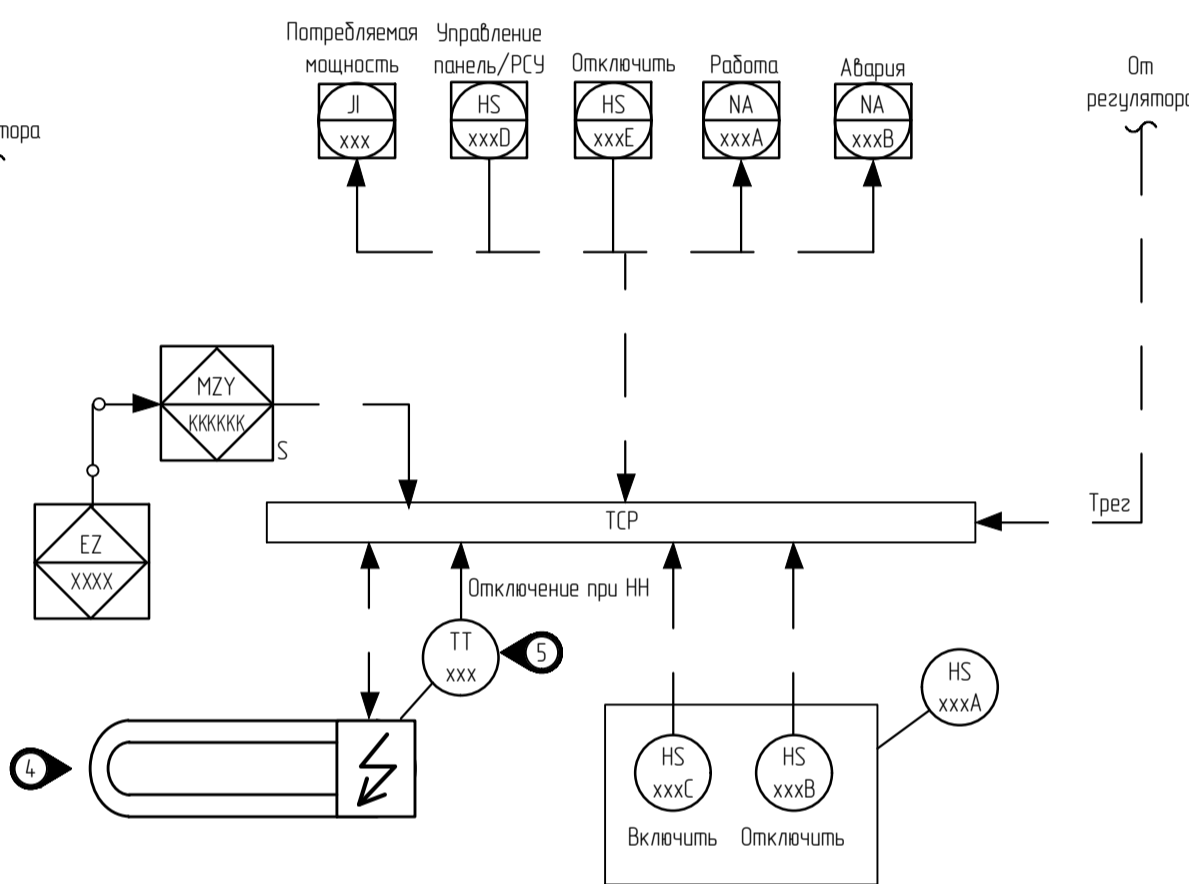 Потребляемая
мощность
Управление
панель/РСУ
Отключить
Работа
Авария
От
регулятора
тора
JI
xxx
HS
xxxD
HS
xxxE
NA
xxxA
NA
xxxB
MZY
KKKKKK
S
EZ
XXXX
TCP
Трег
Отключение при НН
TT
xxx
5
HS
xxxA
4
HS
xxxC
HS
xxxB
Включить
Отключить